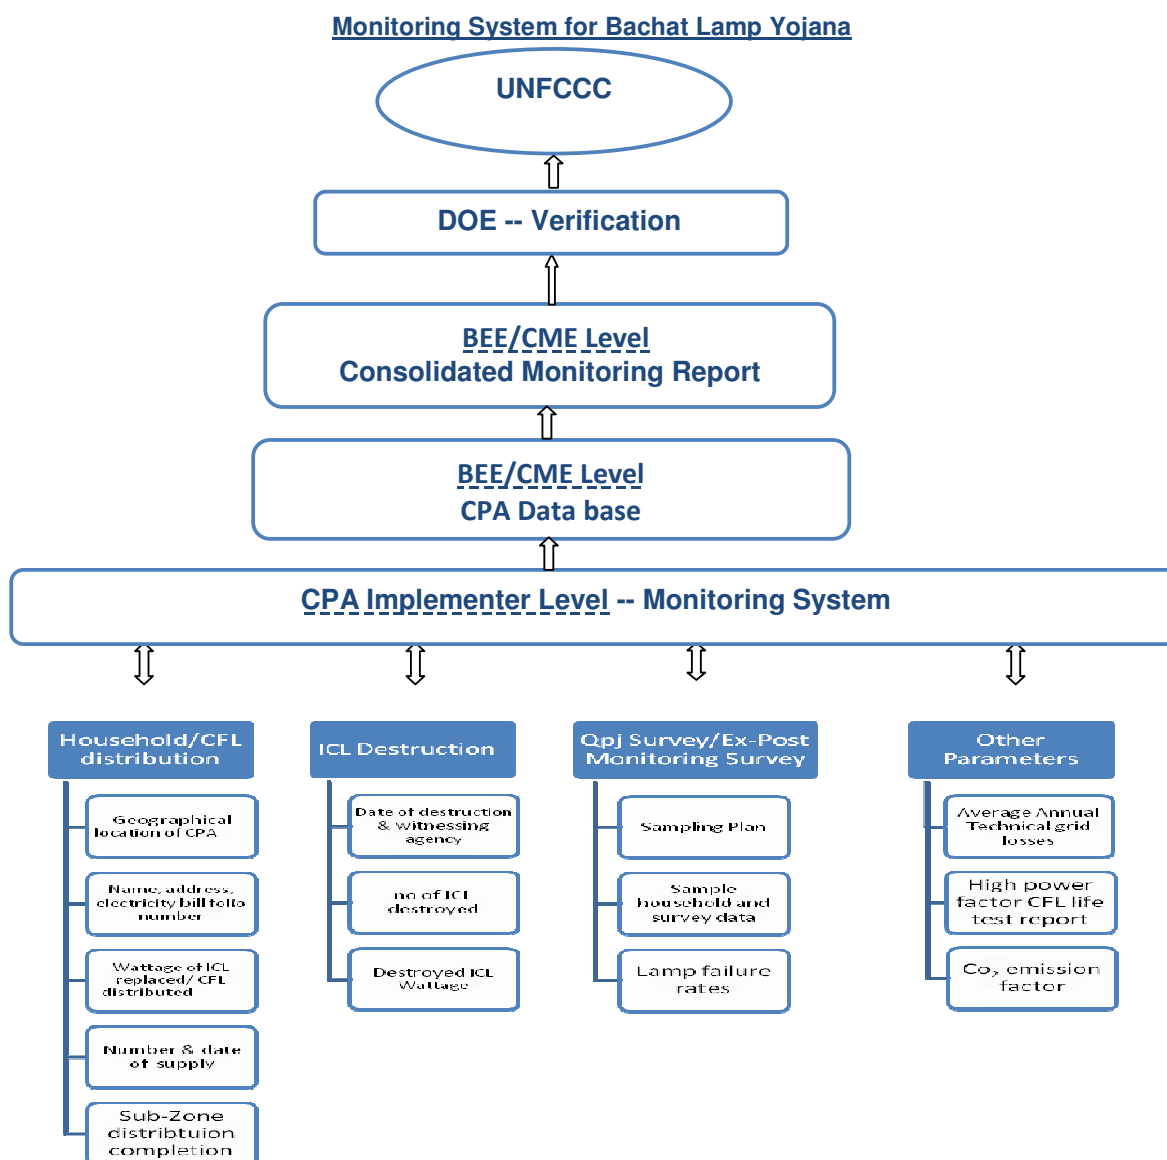 Monitoring System for Bachat Lamp Yojana
UNFCCC
DOE -- Verification
BEE/CME Level
Consolidated Monitoring Report
BEE/CME Level
CPA Data base
CPA Implementer Level -- Monitoring System
Household/CFL
distribution
Geographical
location of CPA
Name, address,
electricity bill folio
number
Wattage of ICL
replaced/ CFL
distributed
Number & date
of supply
Sub-Zone
distribtuion
completion
ICL Destruction
Date of destruction
& witnessing
agency
no of ICL
destroyed
Destroyed ICL
Wattage
Qpj Survey/Ex-Post
Monitoring Survey
Sampling Plan
Sample
household and
survey data
Lamp failure
rates
Other
Parameters
Average Annual
Technical grid
losses
High power
factor CFL life
test report
Co₂ emission
factor